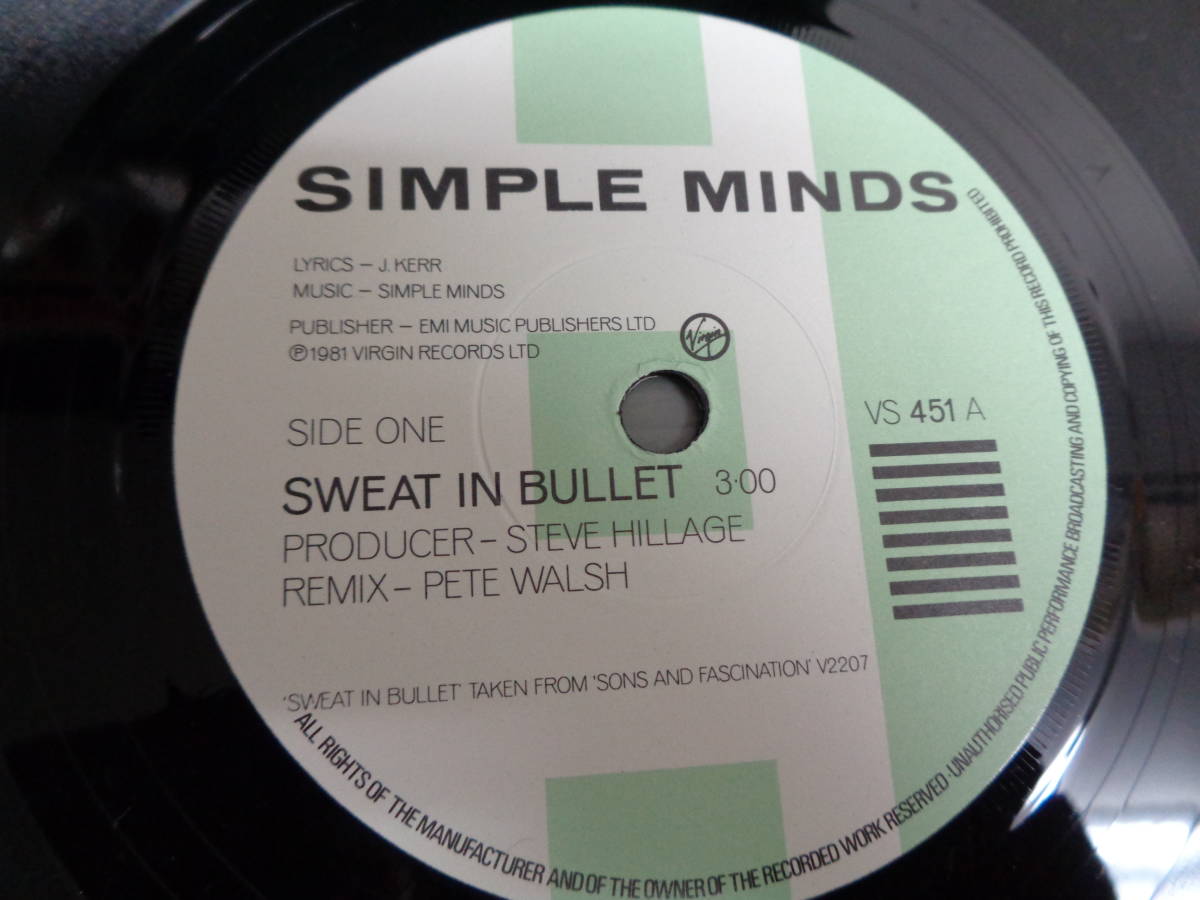 SIMPLE MINDS
LYRICS – J. KERR
MUSIC – SIMPLE MINDS
PUBLISHER – EMI MUSIC PUBLISHERS LTD
℗1981 VIRGIN RECORDS LTD
Virgin
SIDE ONE
VS 451 A
SWEAT IN BULLET 3·00
PRODUCER – STEVE HILLAGE
REMIX – PETE WALSH
'SWEAT IN BULLET' TAKEN FROM 'SONS AND FASCINATION' V2207
ALL RIGHTS OF THE MANUFACTURER AND OF THE OWNER OF THE RECORDED WORK RESERVED · UNAUTHORISED PUBLIC PERFORMANCE BROADCASTING AND COPYING OF THIS RECORD PROHIBITED